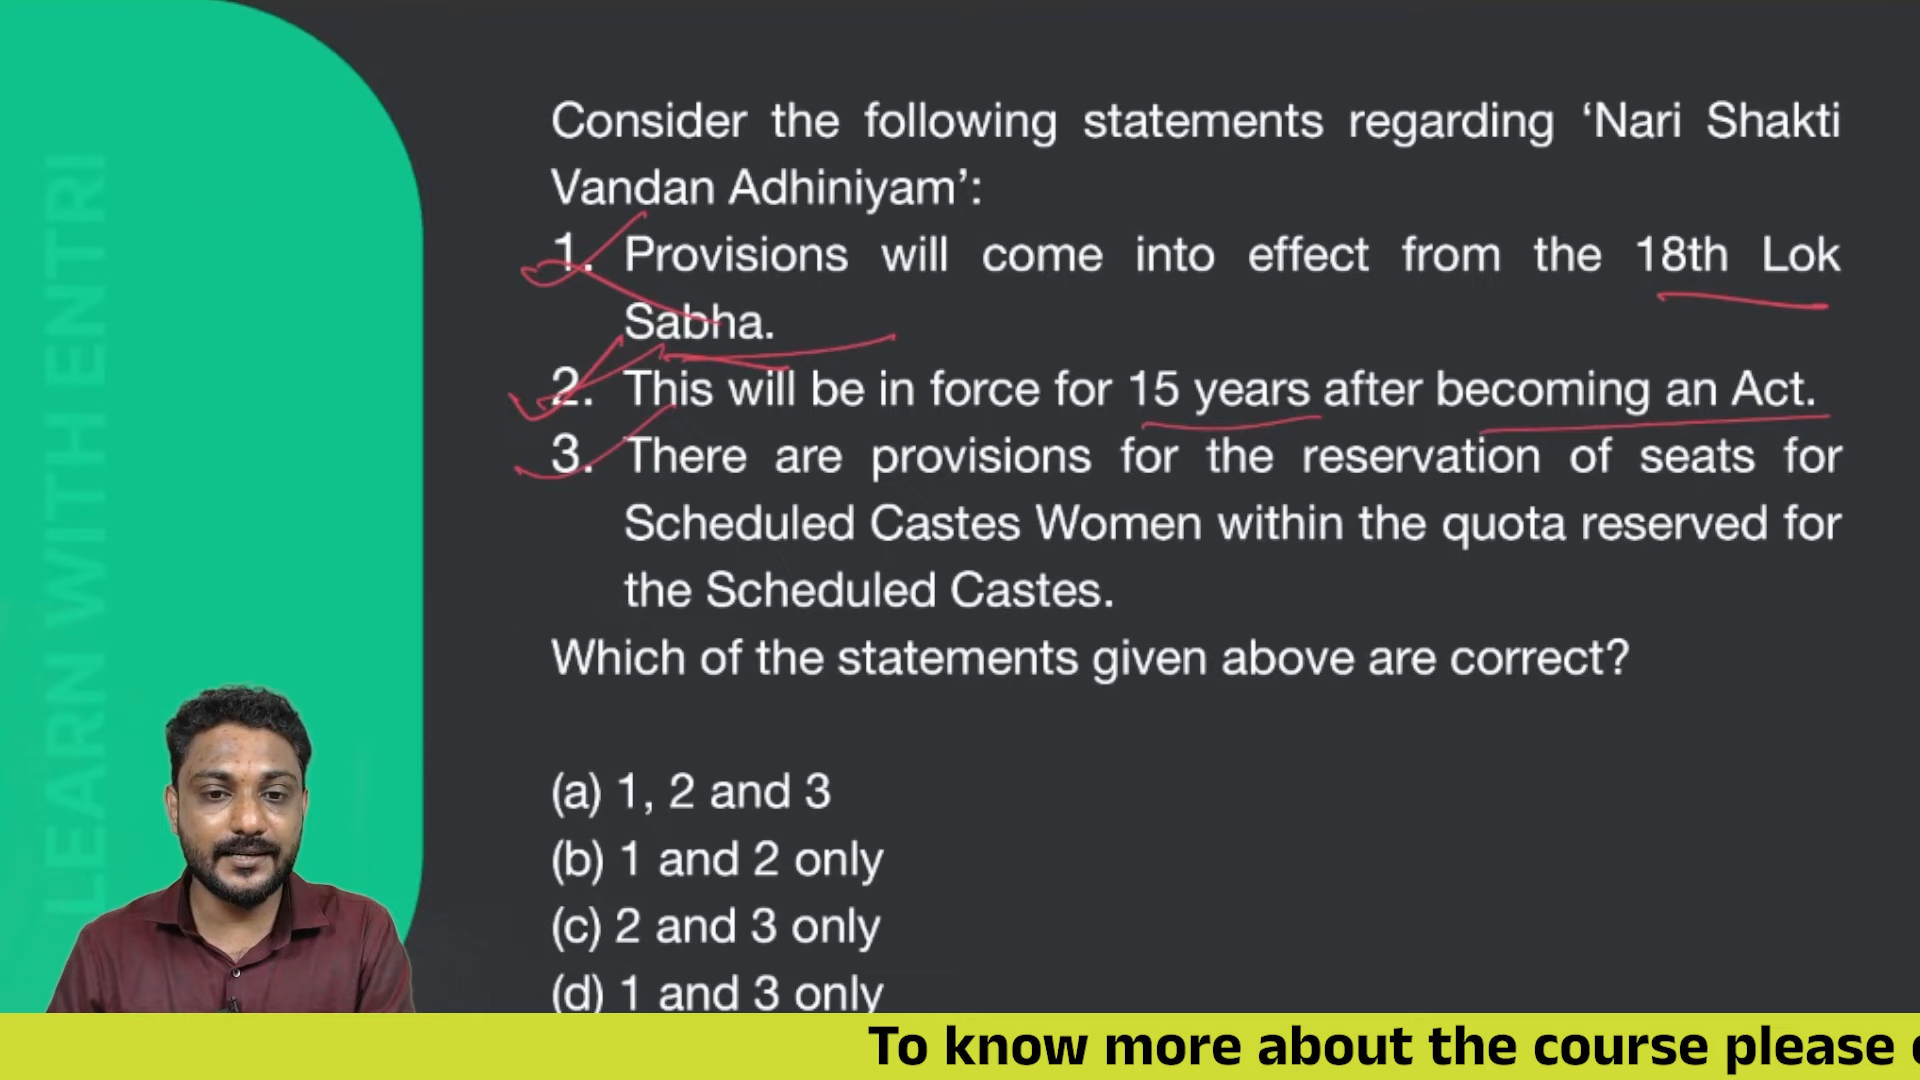 LEARN WITH ENTRI
Consider the following statements regarding ‘Nari Shakti
Vandan Adhiniyam’:
1. Provisions will come into effect from the 18th Lok
Sabha.
2. This will be in force for 15 years after becoming an Act.
3. There are provisions for the reservation of seats for
Scheduled Castes Women within the quota reserved for
the Scheduled Castes.
Which of the statements given above are correct?
(a) 1, 2 and 3
(b) 1 and 2 only
(c) 2 and 3 only
(d) 1 and 3 only
To know more about the course please